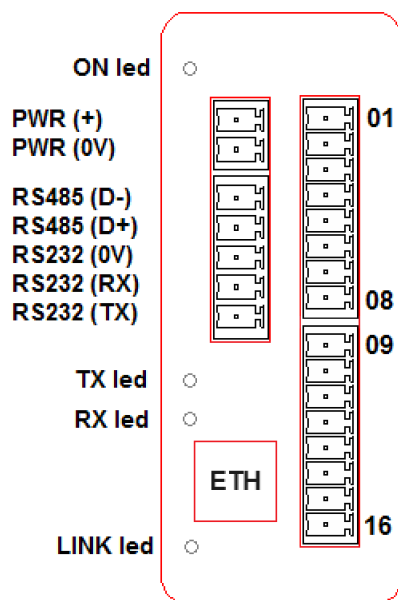 ON led
01
PWR (+)
PWR (0V)
RS485 (D-)
RS485 (D+)
RS232 (0V)
RS232 (RX)
RS232 (TX)
08
09
TX led
RX led
ETH
16
LINK led